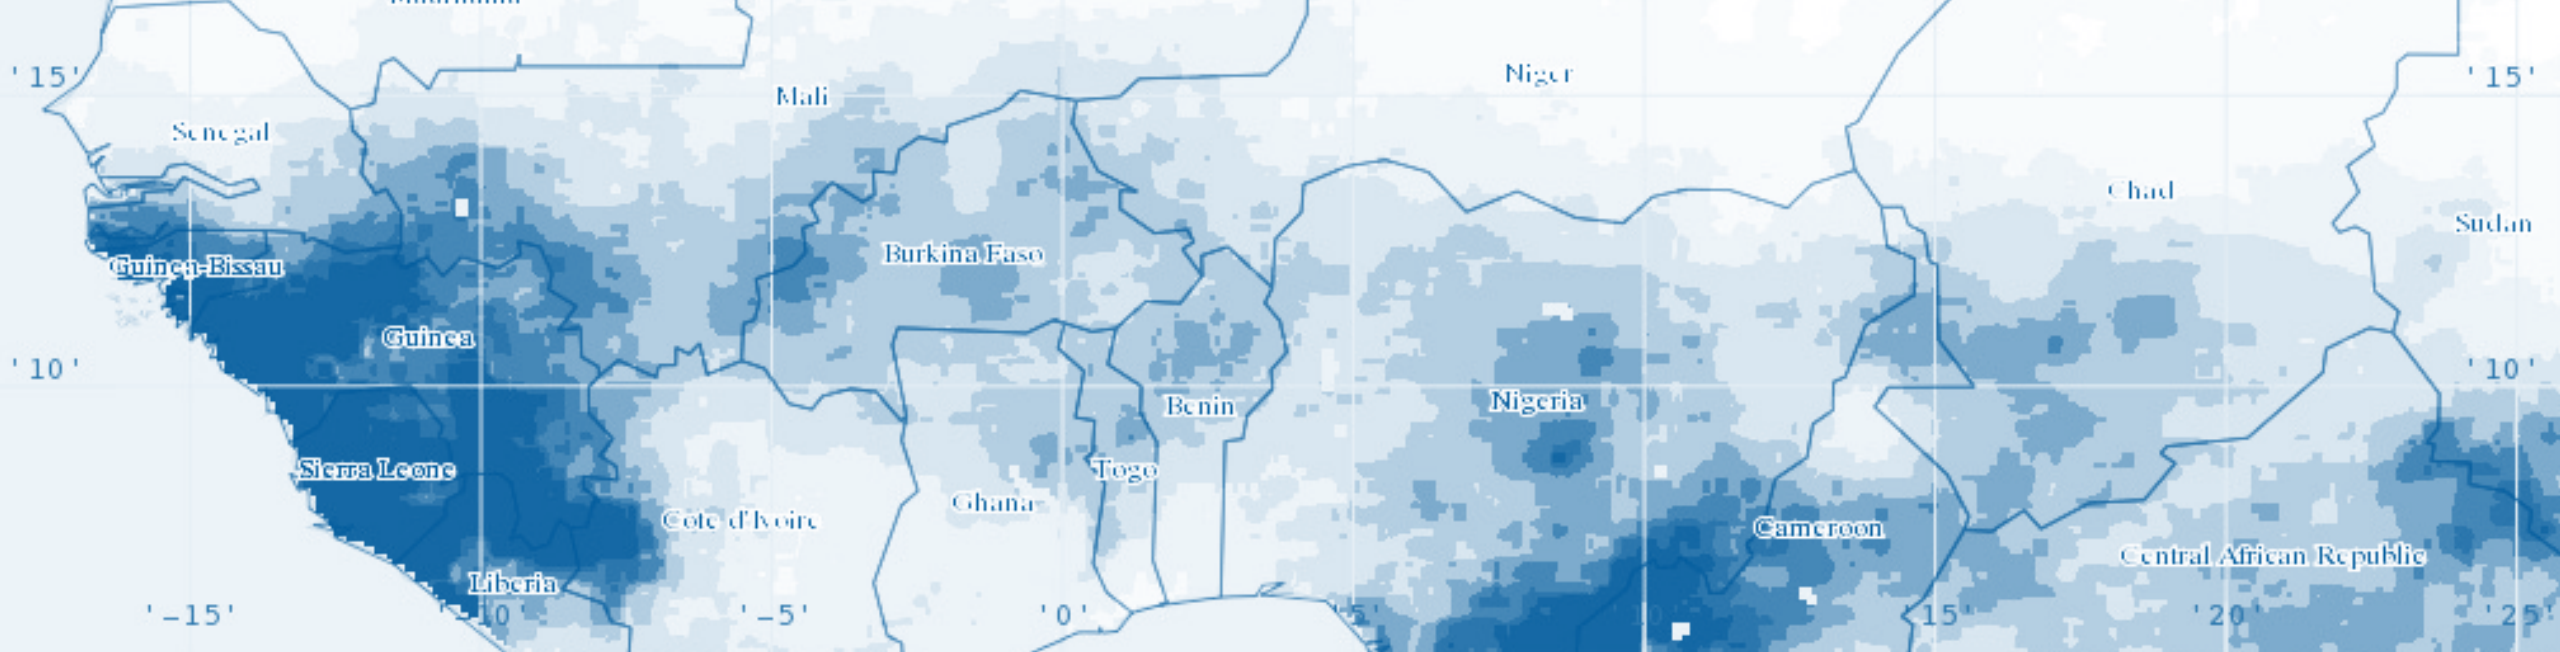 '15'
Mali
Niger
'15'
Senegal
Chad
Sudan
Burkina Faso
Guinea-Bissau
Guinea
'10'
'10'
Nigeria
Benin
Sierra Leone
Togo
Ghana
Cote d'Ivoire
Cameroon
Central African Republic
Liberia
'-15'
'-5'
'0'
'20'
'25'